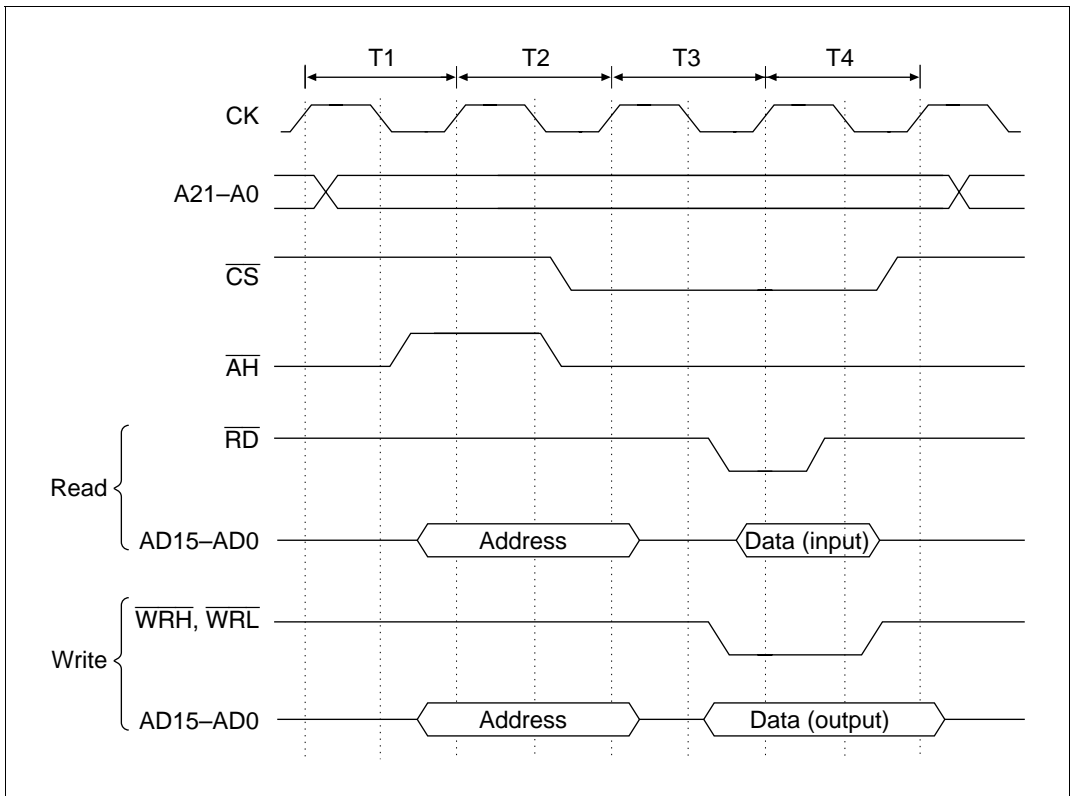 T1 T2 T3 T4
CK
A21–A0
CS
AH
RD
Read
AD15–AD0 Address Data (input)
WRH, WRL
Write
AD15–AD0 Address Data (output)